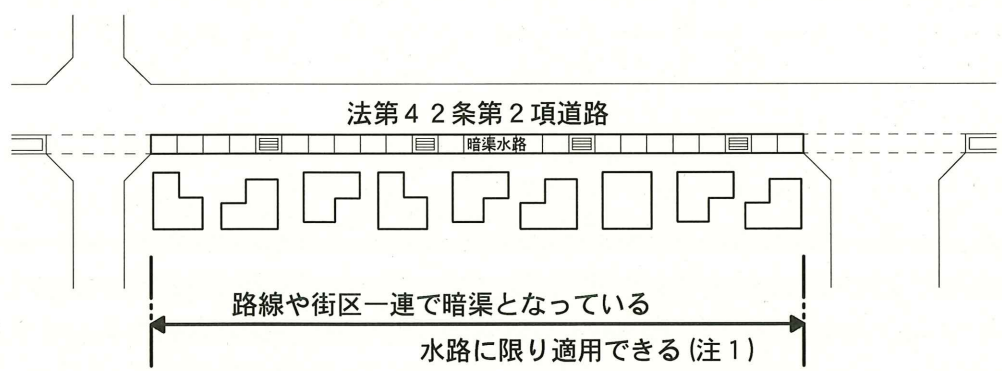 法第４２条第２項道路
暗渠水路
路線や街区一連で暗渠となっている
水路に限り適用できる(注１)